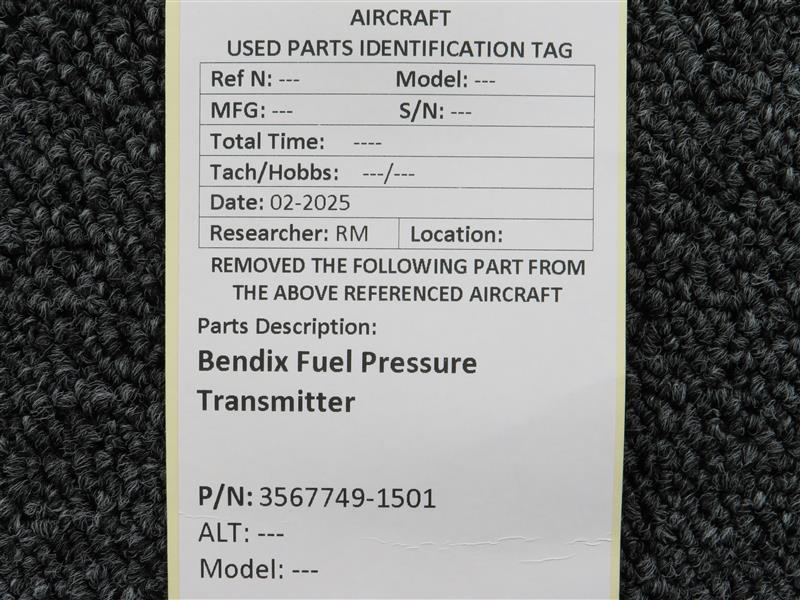 AIRCRAFT
USED PARTS IDENTIFICATION TAG
Ref N: --- Model: ---
MFG: --- S/N: ---
Total Time: ----
Tach/Hobbs: ---/---
Date: 02-2025
Researcher: RM Location:
REMOVED THE FOLLOWING PART FROM
THE ABOVE REFERENCED AIRCRAFT
Parts Description:
Bendix Fuel Pressure
Transmitter
P/N: 3567749-1501
ALT: ---
Model: ---